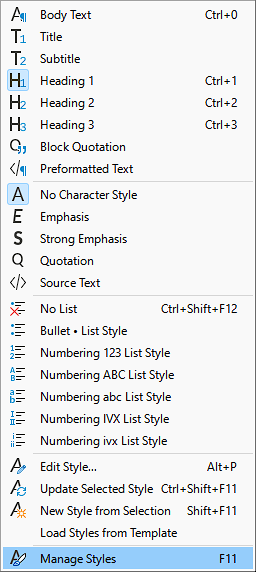 Body Text Ctrl+0
Title
Subtitle
Heading 1 Ctrl+1
Heading 2 Ctrl+2
Heading 3 Ctrl+3
Block Quotation
Preformatted Text
No Character Style
Emphasis
Strong Emphasis
Quotation
Source Text
No List Ctrl+Shift+F12
Bullet • List Style
Numbering 123 List Style
Numbering ABC List Style
Numbering abc List Style
Numbering IVX List Style
Numbering ivx List Style
Edit Style... Alt+P
Update Selected Style Ctrl+Shift+F11
New Style from Selection Shift+F11
Load Styles from Template
Manage Styles F11